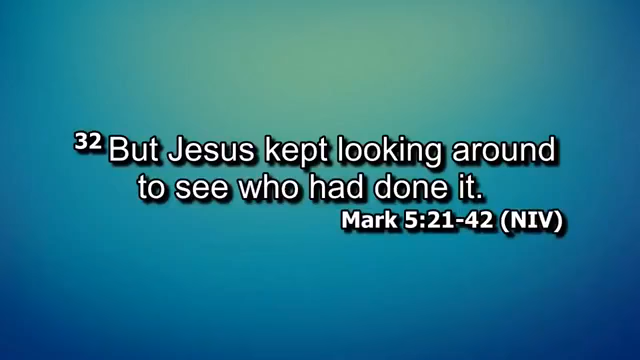 32 But Jesus kept looking around
to see who had done it.
Mark 5:21-42 (NIV)